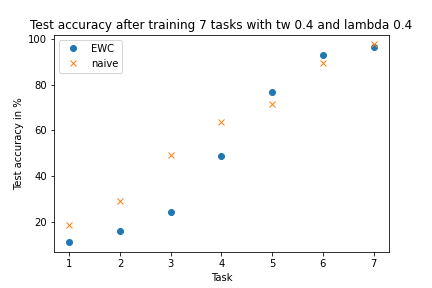 Test accuracy after training 7 tasks with tw 0.4 and lambda 0.4
EWC
naive
Test accuracy in %
100
80
60
40
20
1 2 3 4 5 6 7
Task